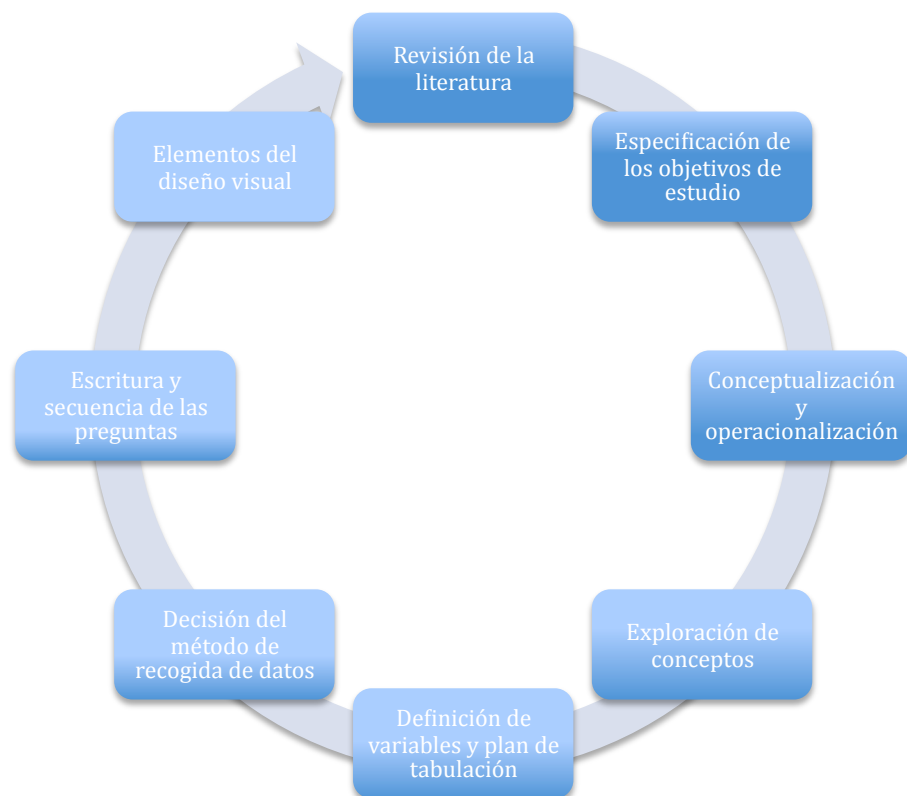 Revisión de la
literatura
Especificación de
los objetivos de
estudio
Conceptualización
y
operacionalización
Exploración de
conceptos
Definición de
variables y plan de
tabulación
Decisión del
método de
recogida de datos
Escritura y
secuencia de las
preguntas
Elementos del
diseño visual